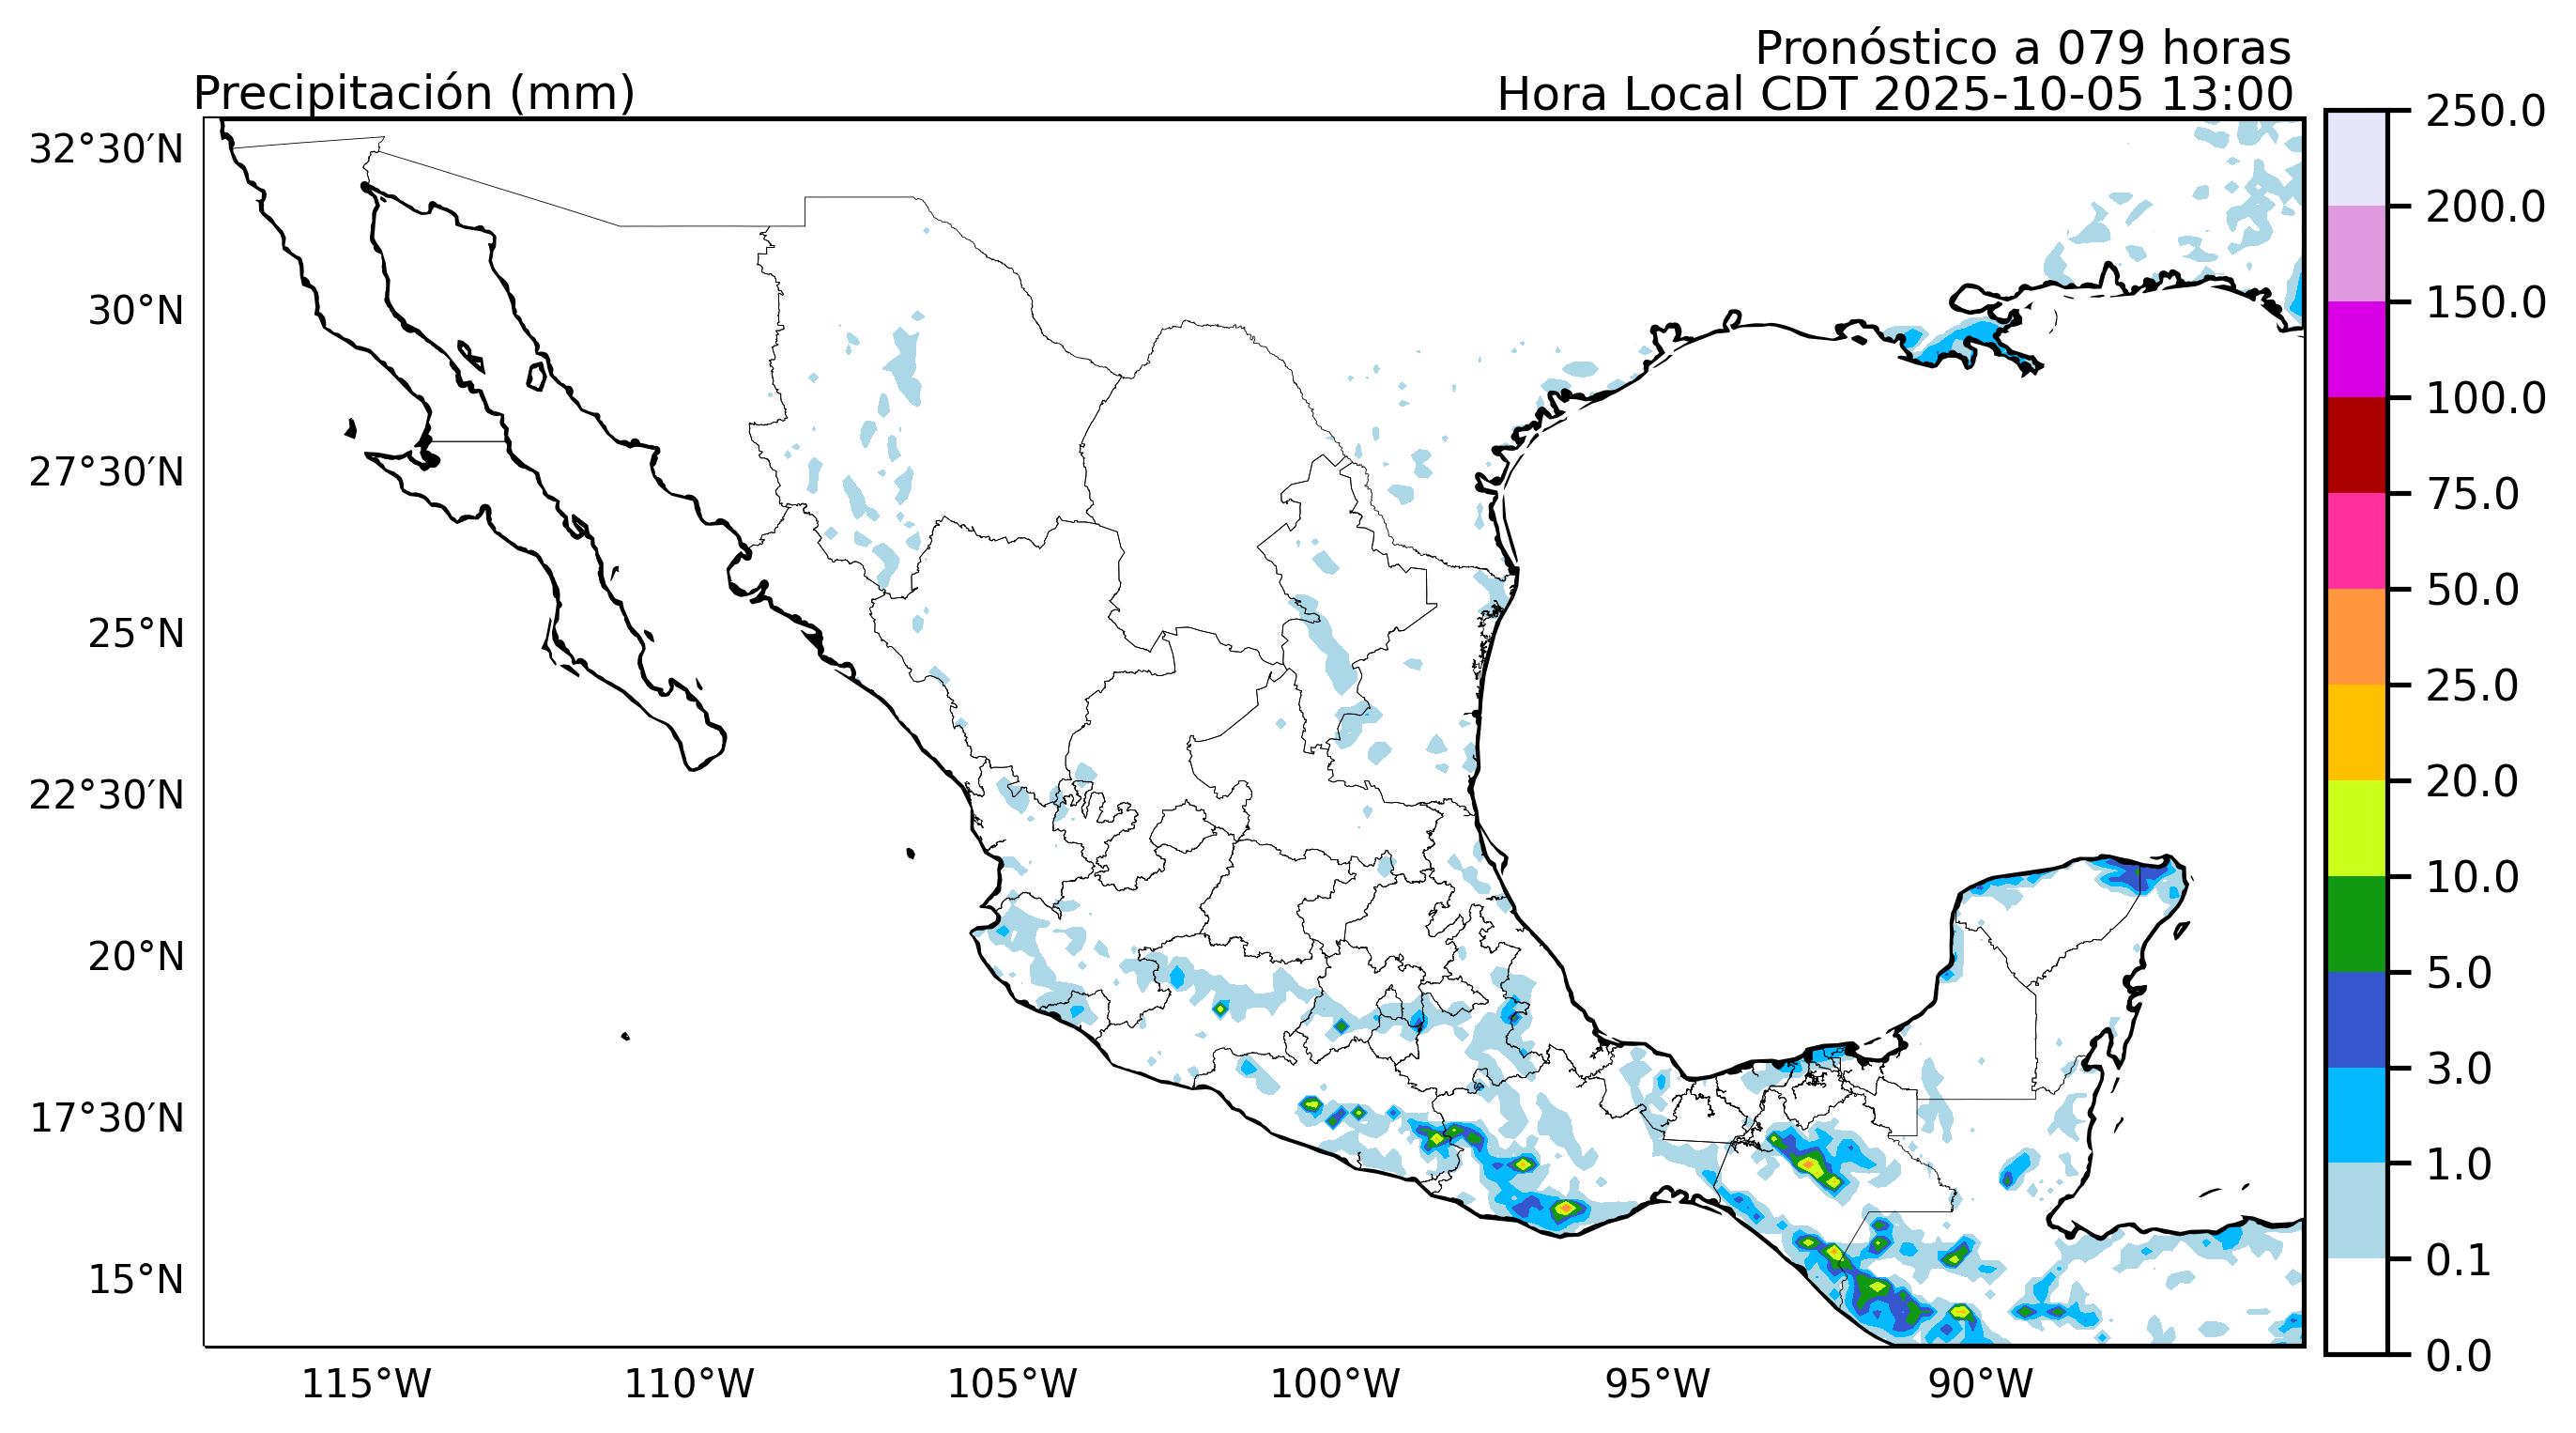 Pronóstico a 079 horas
Precipitación (mm)
Hora Local CDT 2025-10-05 13:00
32°30′N
30°N
27°30′N
25°N
22°30′N
20°N
17°30′N
15°N
115°W
110°W
105°W
100°W
95°W
90°W
250.0
200.0
150.0
100.0
75.0
50.0
25.0
20.0
10.0
5.0
3.0
1.0
0.1
0.0